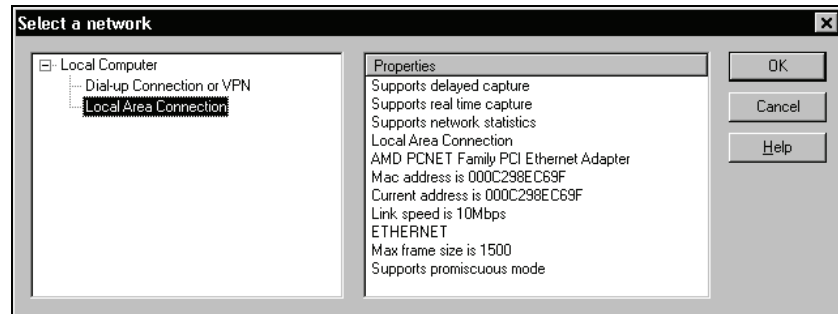 Select a network
Local Computer
Dial-up Connection or VPN
Local Area Connection
Properties
Supports delayed capture
Supports real time capture
Supports network statistics
Local Area Connection
AMD PCNET Family PCI Ethernet Adapter
Mac address is 000C298EC69F
Current address is 000C298EC69F
Link speed is 10Mbps
ETHERNET
Max frame size is 1500
Supports promiscuous mode
OK
Cancel
Help